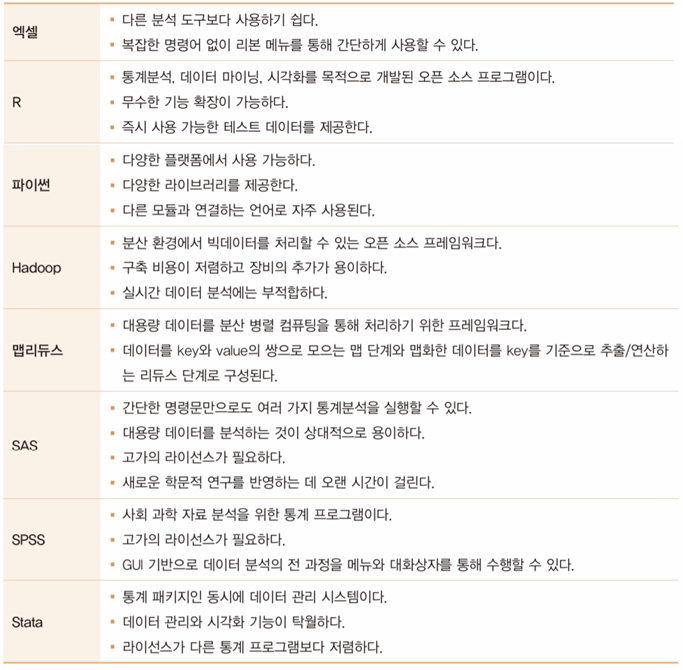 엑셀
▪ 다른 분석 도구보다 사용하기 쉽다.
▪ 복잡한 명령어 없이 리본 메뉴를 통해 간단하게 사용할 수 있다.
R
▪ 통계분석, 데이터 마이닝, 시각화를 목적으로 개발된 오픈 소스 프로그램이다.
▪ 무수한 기능 확장이 가능하다.
▪ 즉시 사용 가능한 테스트 데이터를 제공한다.
파이썬
▪ 다양한 플랫폼에서 사용 가능하다.
▪ 다양한 라이브러리를 제공한다.
▪ 다른 모듈과 연결하는 언어로 자주 사용된다.
Hadoop
▪ 분산 환경에서 빅데이터를 처리할 수 있는 오픈 소스 프레임워크다.
▪ 구축 비용이 저렴하고 장비의 추가가 용이하다.
▪ 실시간 데이터 분석에는 부적합하다.
맵리듀스
▪ 대용량 데이터를 분산 병렬 컴퓨팅을 통해 처리하기 위한 프레임워크다.
▪ 데이터를 key와 value의 쌍으로 모으는 맵 단계와 맵화한 데이터를 key를 기준으로 추출/연산하
는 리듀스 단계로 구성된다.
SAS
▪ 간단한 명령문만으로도 여러 가지 통계분석을 실행할 수 있다.
▪ 대용량 데이터를 분석하는 것이 상대적으로 용이하다.
▪ 고가의 라이선스가 필요하다.
▪ 새로운 학문적 연구를 반영하는 데 오랜 시간이 걸린다.
SPSS
▪ 사회 과학 자료 분석을 위한 통계 프로그램이다.
▪ 고가의 라이선스가 필요하다.
▪ GUI 기반으로 데이터 분석의 전 과정을 메뉴와 대화상자를 통해 수행할 수 있다.
Stata
▪ 통계 패키지인 동시에 데이터 관리 시스템이다.
▪ 데이터 관리와 시각화 기능이 탁월하다.
▪ 라이선스가 다른 통계 프로그램보다 저렴하다.